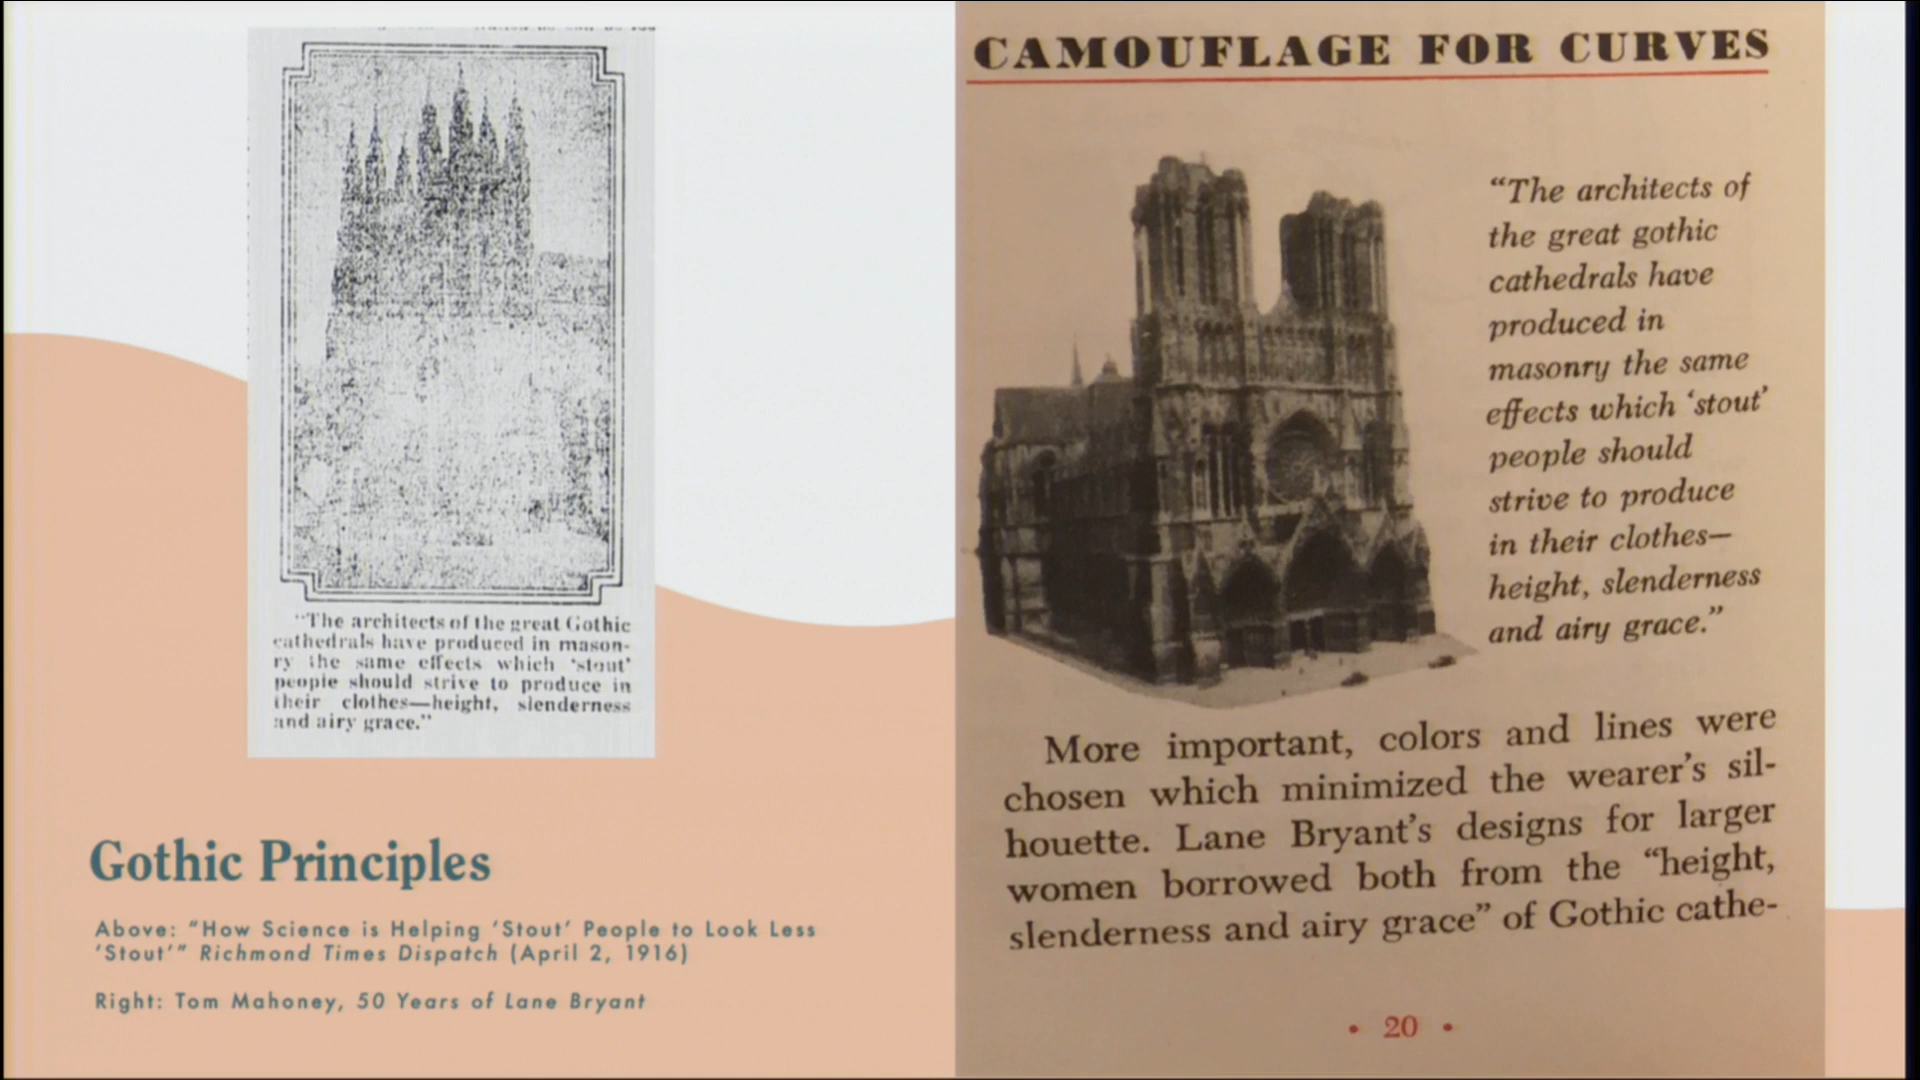 "The architects of the great Gothic
cathedrals have produced in mason-
ry the same effects which 'stout'
people should strive to produce in
their clothes—height, slenderness
and airy grace."
Gothic Principles
Above: "How Science is Helping 'Stout' People to Look Less
'Stout'" Richmond Times Dispatch (April 2, 1916)
Right: Tom Mahoney, 50 Years of Lane Bryant
CAMOUFLAGE FOR CURVES
"The architects of
the great gothic
cathedrals have
produced in
masonry the same
effects which 'stout'
people should
strive to produce
in their clothes—
height, slenderness
and airy grace."
More important, colors and lines were
chosen which minimized the wearer's sil-
houette. Lane Bryant's designs for larger
women borrowed both from the "height,
slenderness and airy grace" of Gothic cathe-
• 20 •